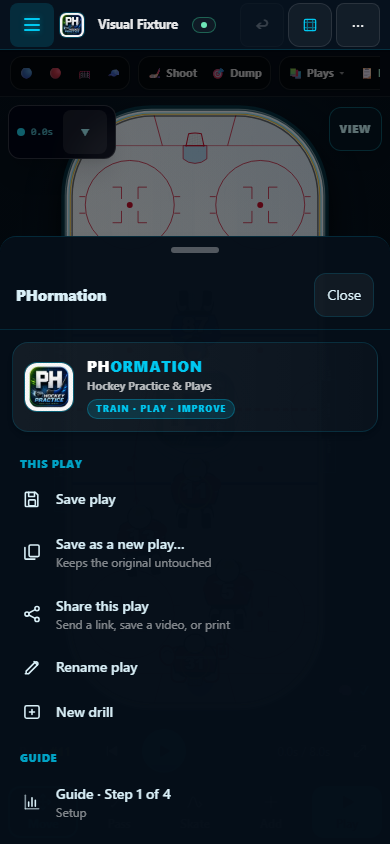 Visual Fixture
Shoot
Dump
Plays
0.0s
VIEW
PHormation
Close
PH
HOCKEY
PRACTICE
PHORMATION
Hockey Practice & Plays
TRAIN · PLAY · IMPROVE
THIS PLAY
Save play
Save as a new play...
Keeps the original untouched
Share this play
Send a link, save a video, or print
Rename play
New drill
GUIDE
Guide · Step 1 of 4
Setup